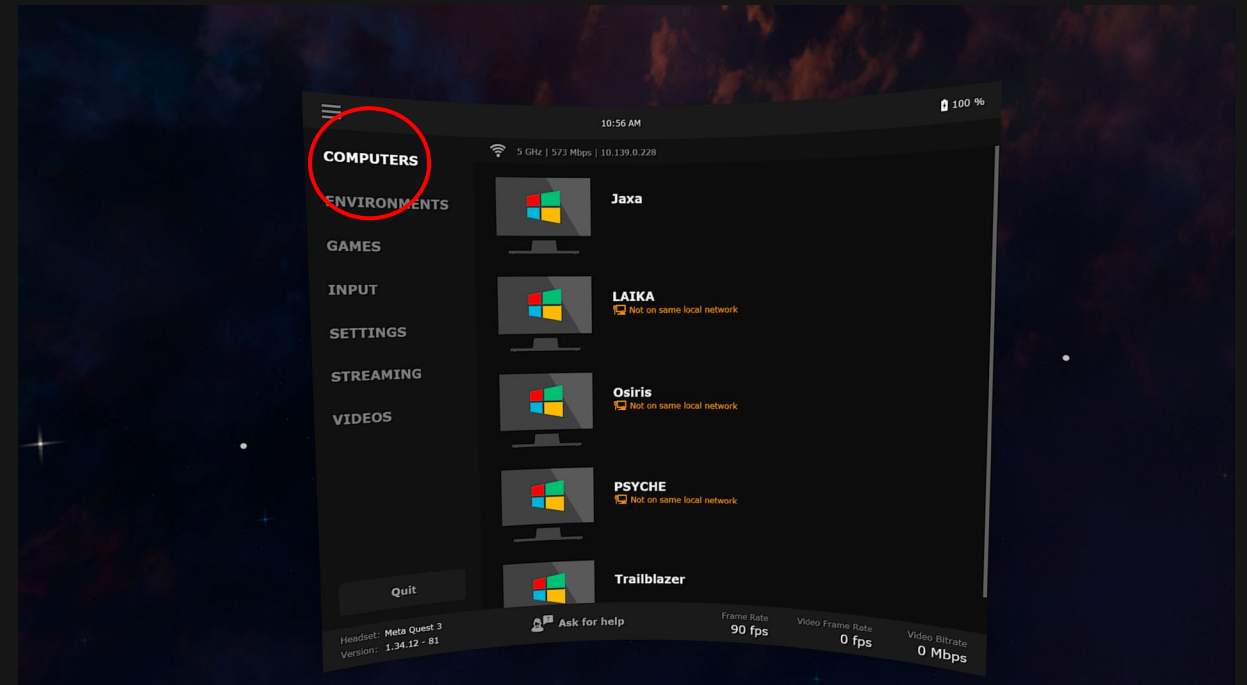 10:56 AM
100 %
COMPUTERS
ENVIRONMENTS
GAMES
INPUT
SETTINGS
STREAMING
VIDEOS
Quit
Headset: Meta Quest 3
Version: 1.34.12 - 81
5 GHz | 573 Mbps | 10.139.0.228
Jaxa
LAIKA
Not on same local network
Osiris
Not on same local network
PSYCHE
Not on same local network
Trailblazer
Ask for help
Frame Rate
90 fps
Video Frame Rate
0 fps
Video Bitrate
0 Mbps